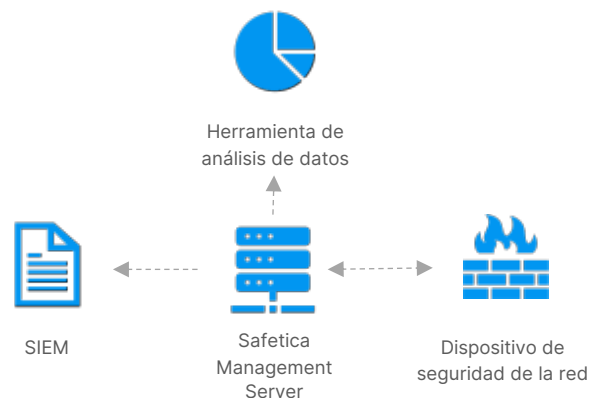 Herramienta de
análisis de datos
SIEM
Safetica
Management
Server
Dispositivo de
seguridad de la red